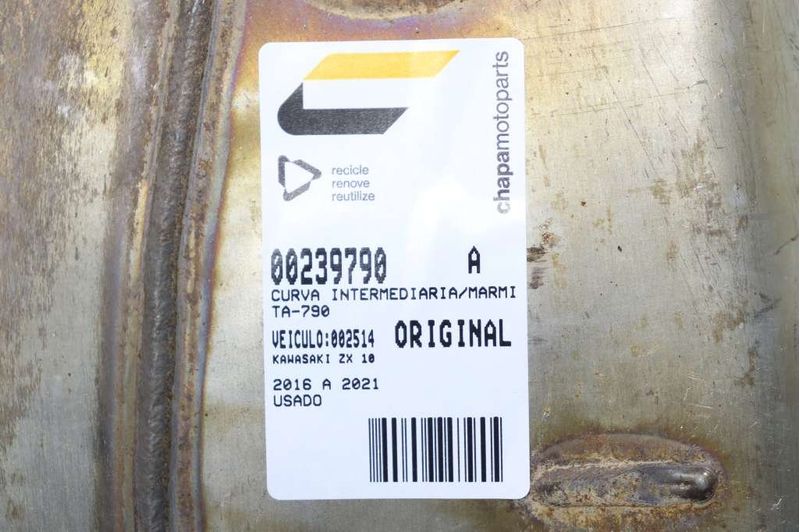 chapamotoparts
recicle
renove
reutilize
00239790 A
CURVA INTERMEDIARIA/MARMI
TA-790
VEICULO:002514 ORIGINAL
KAWASAKI ZX 10
2016 A 2021
USADO